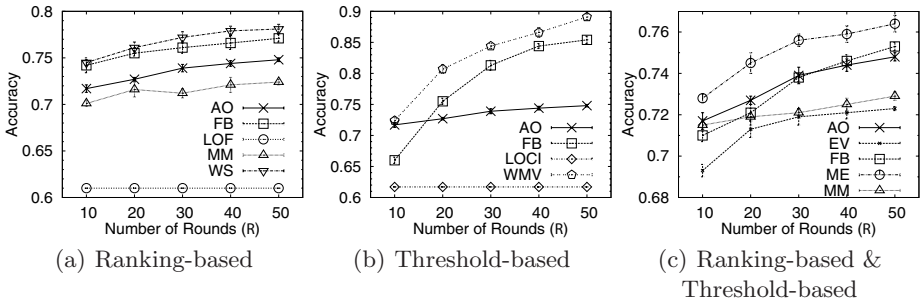 0.8
0.75
0.7
0.65
0.6
Accuracy
AO
FB
LOF
MM
WS
10 20 30 40 50
Number of Rounds (R)
(a) Ranking-based
0.9
0.85
0.8
0.75
0.7
0.65
0.6
Accuracy
AO
FB
LOCI
WMV
10 20 30 40 50
Number of Rounds (R)
(b) Threshold-based
0.76
0.74
0.72
0.7
0.68
Accuracy
AO
EV
FB
ME
MM
10 20 30 40 50
Number of Rounds (R)
(c) Ranking-based &
Threshold-based